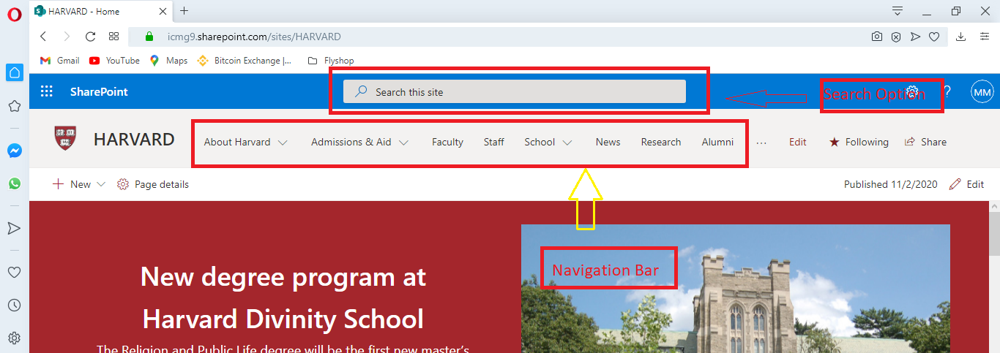 HARVARD - Home
icmg9.sharepoint.com/sites/HARVARD
Gmail YouTube Maps Bitcoin Exchange |... Flyshop
SharePoint Search this site Search Option ? MM
HARVARD About Harvard Admissions & Aid Faculty Staff School News Research Alumni ... Edit Following Share
New Page details Published 11/2/2020 Edit
Navigation Bar
New degree program at
Harvard Divinity School
The Religion and Public Life degree will be the first new master's